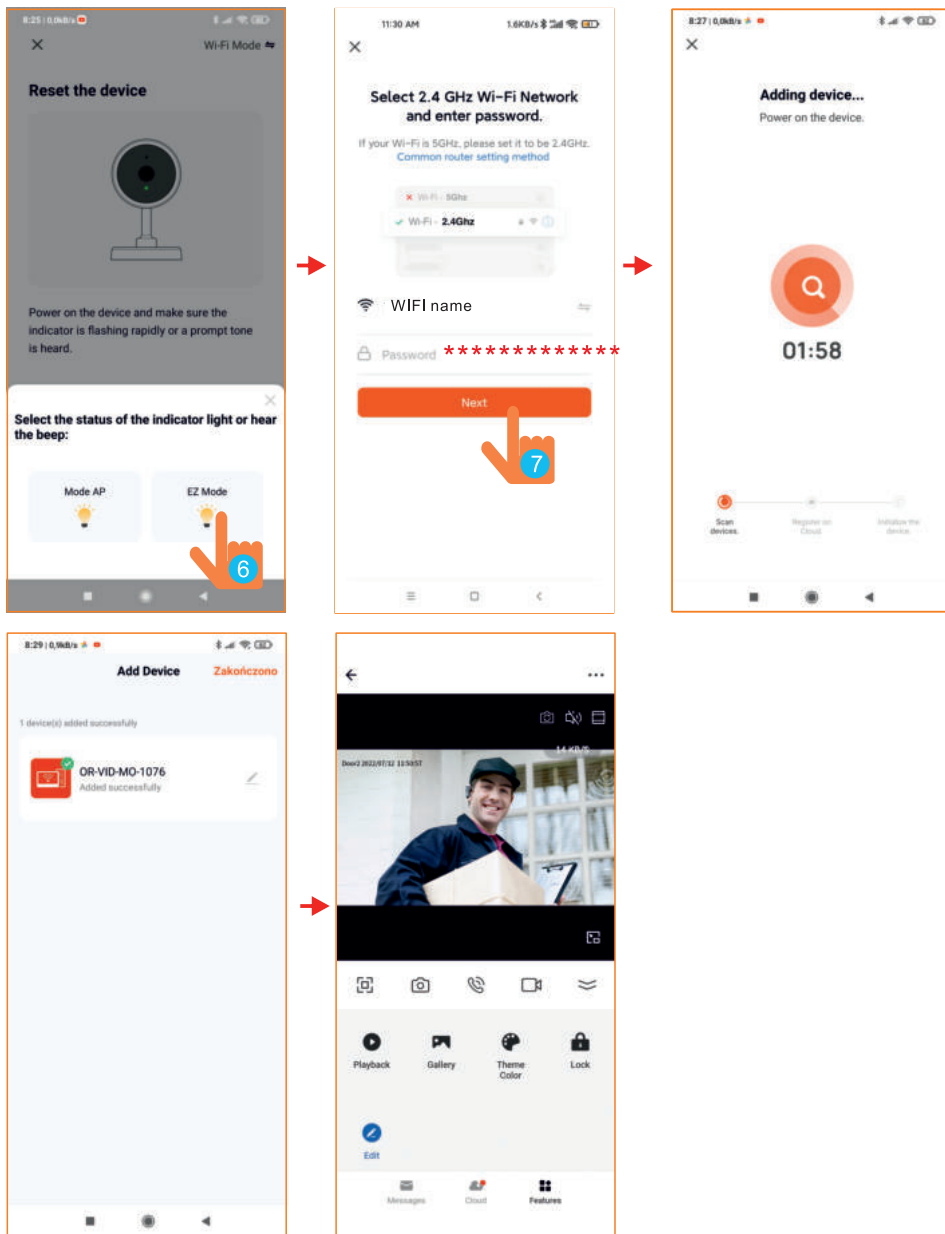 8:25 | 0,0kB/s
Wi-Fi Mode
Reset the device
Power on the device and make sure the
indicator is flashing rapidly or a prompt tone
is heard.
Select the status of the indicator light or hear
the beep:
Mode AP
EZ Mode
6
11:30 AM
1.6KB/s
Select 2.4 GHz Wi-Fi Network
and enter password.
If your Wi-Fi is 5GHz, please set it to be 2.4GHz.
Common router setting method
Wi-Fi - 5Ghz
Wi-Fi - 2.4Ghz
WIFI name
Password *************
Next
7
8:27 | 0,0kB/s
Adding device...
Power on the device.
01:58
Scan
devices.
Register on
Cloud.
Initialize the
device.
8:29 | 0,9kB/s
Add Device
Zakończono
1 device(s) added successfully
OR-VID-MO-1076
Added successfully
14 KB/S
Door2 2022/07/12
Playback
Gallery
Theme
Color
Lock
Edit
Messages
Cloud
Features